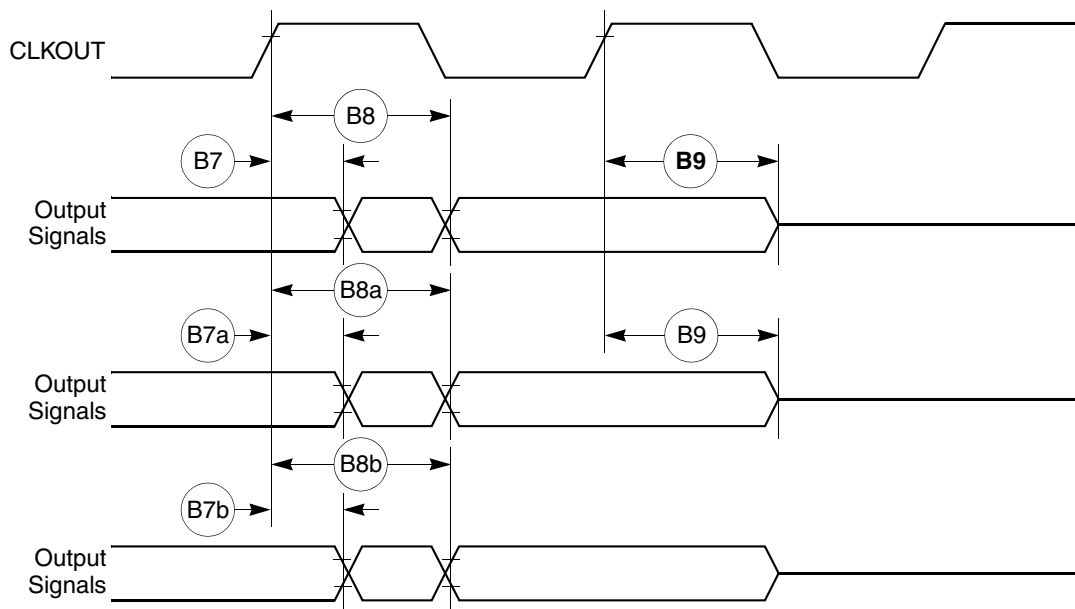 CLKOUT
B8
B7
B9
Output
Signals
B8a
B7a
B9
Output
Signals
B8b
B7b
Output
Signals